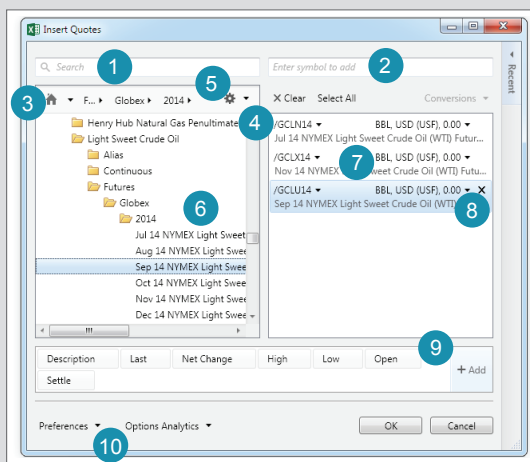 Insert Quotes
Recent
1
2
Search
Enter symbol to add
3
5
F... Globex 2014
Clear Select All Conversions
4
Henry Hub Natural Gas Penultimate
Light Sweet Crude Oil
Alias
Continuous
Futures
Globex
2014
6
Jul 14 NYMEX Light Sweet
Aug 14 NYMEX Light Swee
Sep 14 NYMEX Light Swee
Oct 14 NYMEX Light Swee
Nov 14 NYMEX Light Swee
Dec 14 NYMEX Light Swee
/GCLN14 BBL, USD (USF), 0.00
Jul 14 NYMEX Light Sweet Crude Oil (WTI) Futur...
/GCLX14 BBL, USD (USF), 0.00
7
Nov 14 NYMEX Light Sweet Crude Oil (WTI) Futu...
/GCLU14 BBL, USD (USF), 0.00
Sep 14 NYMEX Light Sweet Crude Oil (WTI)
8
9
Description Last Net Change High Low Open
Settle
+ Add
Preferences Options Analytics OK Cancel
10